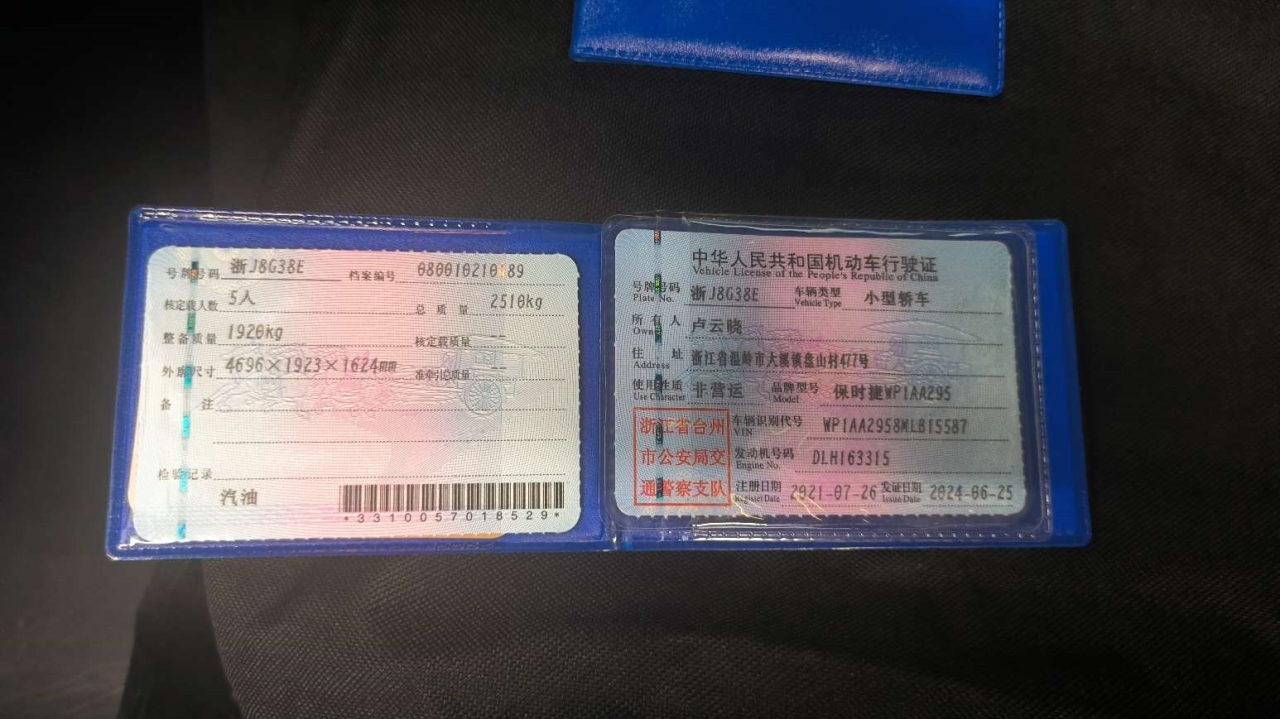 号牌号码 浙J8G38E 档案编号 080010210189
核定载人数 5人 总质量 2510kg
整备质量 1920kg 核定载质量 --
外廓尺寸 4696×1923×1624mm 准牵引总质量 --
备注
检验记录
汽油
*3310057018529*
中华人民共和国机动车行驶证
Vehicle License of the People's Republic of China
号牌号码 浙J8G38E 车辆类型 小型轿车
Plate No. Vehicle Type
所有人 卢云晓
Owner
住址 浙江省温岭市大溪镇盘山村477号
Address
使用性质 非营运 品牌型号 保时捷WP1AA295
Use Character Model
浙江省台州
市公安局交
通警察支队
车辆识别代号 WP1AA2958MLB15587
VIN
发动机号码 DLH163315
Engine No.
注册日期 2021-07-26 发证日期 2024-06-25
Register Date Issue Date